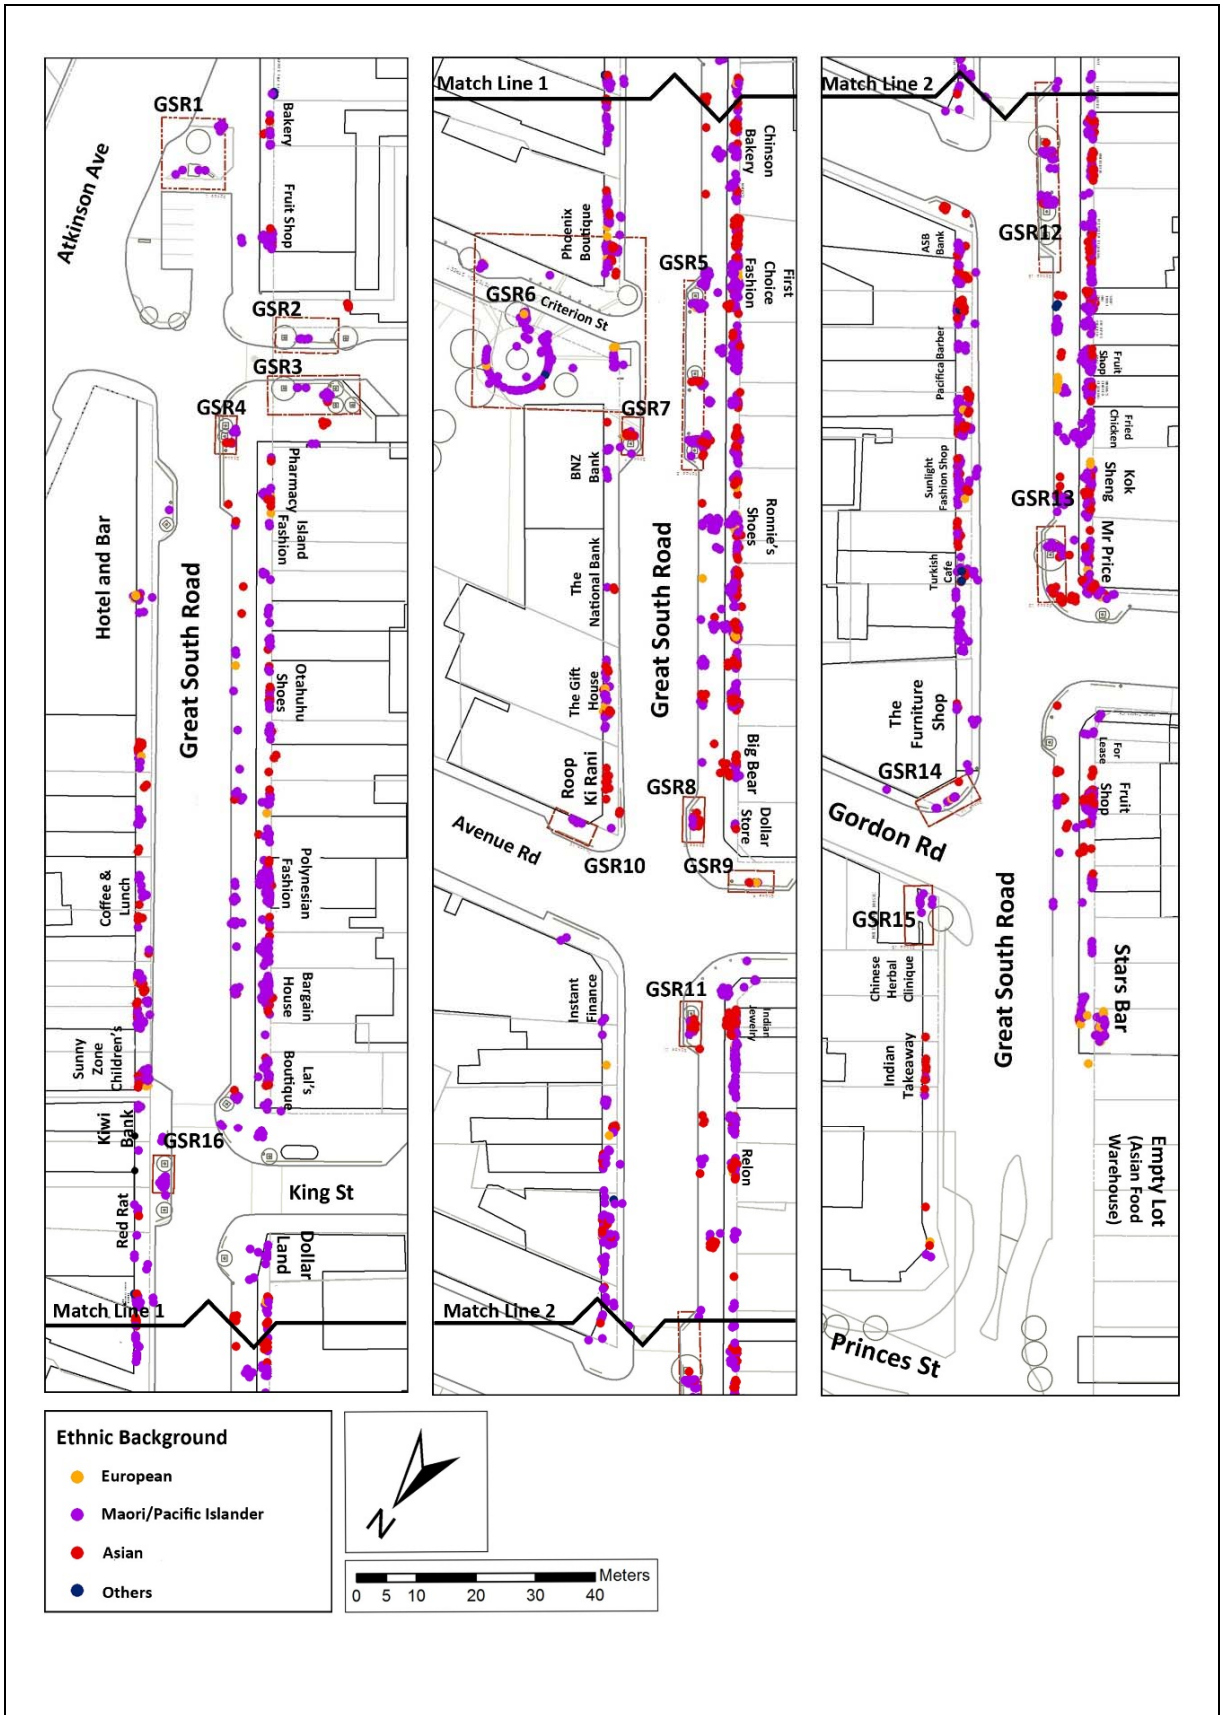 GSR1
Bakery
Atkinson Ave
Fruit Shop
GSR2
GSR3
GSR4
Pharmacy
Island
Fashion
Hotel and Bar
Great South Road
Otahuhu
Shoes
Polynesian
Fashion
Coffee &
Lunch
Bargain
House
Sunny
Zone
Children's
Lal's
Boutique
Kiwi
Bank
GSR16
King St
Red Rat
Dollar
Land
Match Line 1
Match Line 1
Chinson
Bakery
Phoenix
Boutique
GSR5
First
Choice
Fashion
GSR6
Criterion St
GSR7
BNZ
Bank
Ronnie's
Shoes
The
National Bank
Great South Road
The Gift
House
Big Bear
Roop
Ki Rani
GSR8
Dollar
Store
Avenue Rd
GSR10
GSR9
Instant
Finance
GSR11
Indian
Jewelry
Relon
Match Line 2
Match Line 2
ASB
Bank
GSR12
Pacifica Barber
Fruit
Shop
Fried
Chicken
Sunlight
Fashion Shop
Kok
Sheng
GSR13
Mr Price
Turkish
Cafe
The
Furniture
Shop
For
Lease
GSR14
Fruit
Shop
Gordon Rd
GSR15
Great South Road
Chinese
Herbal
Clinique
Stars Bar
Indian
Takeaway
Empty Lot
(Asian Food
Warehouse)
Princes St
Ethnic Background
European
Maori/Pacific Islander
Asian
Others
N
Meters
0 5 10 20 30 40